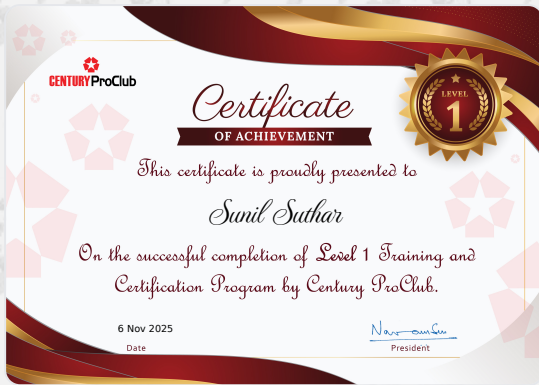 CENTURY ProClub
LEVEL
1
Certificate
OF ACHIEVEMENT
This certificate is proudly presented to
Sunil Suthar
On the successful completion of Level 1 Training and
Certification Program by Century ProClub.
6 Nov 2025
Date
President